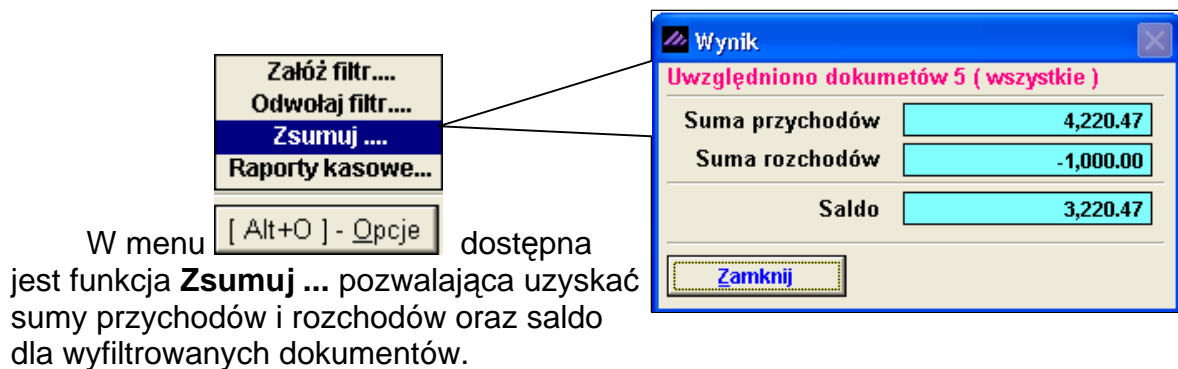 Załóż filtr....
Odwołaj filtr....
Zsumuj ....
Raporty kasowe...
Wynik
Uwzględniono dokumetów 5 ( wszystkie )
Suma przychodów 4,220.47
Suma rozchodów -1,000.00
Saldo 3,220.47
Zamknij
W menu [ Alt+O ] - Opcje dostępna
jest funkcja Zsumuj ... pozwalająca uzyskać
sumy przychodów i rozchodów oraz saldo
dla wyfiltrowanych dokumentów.